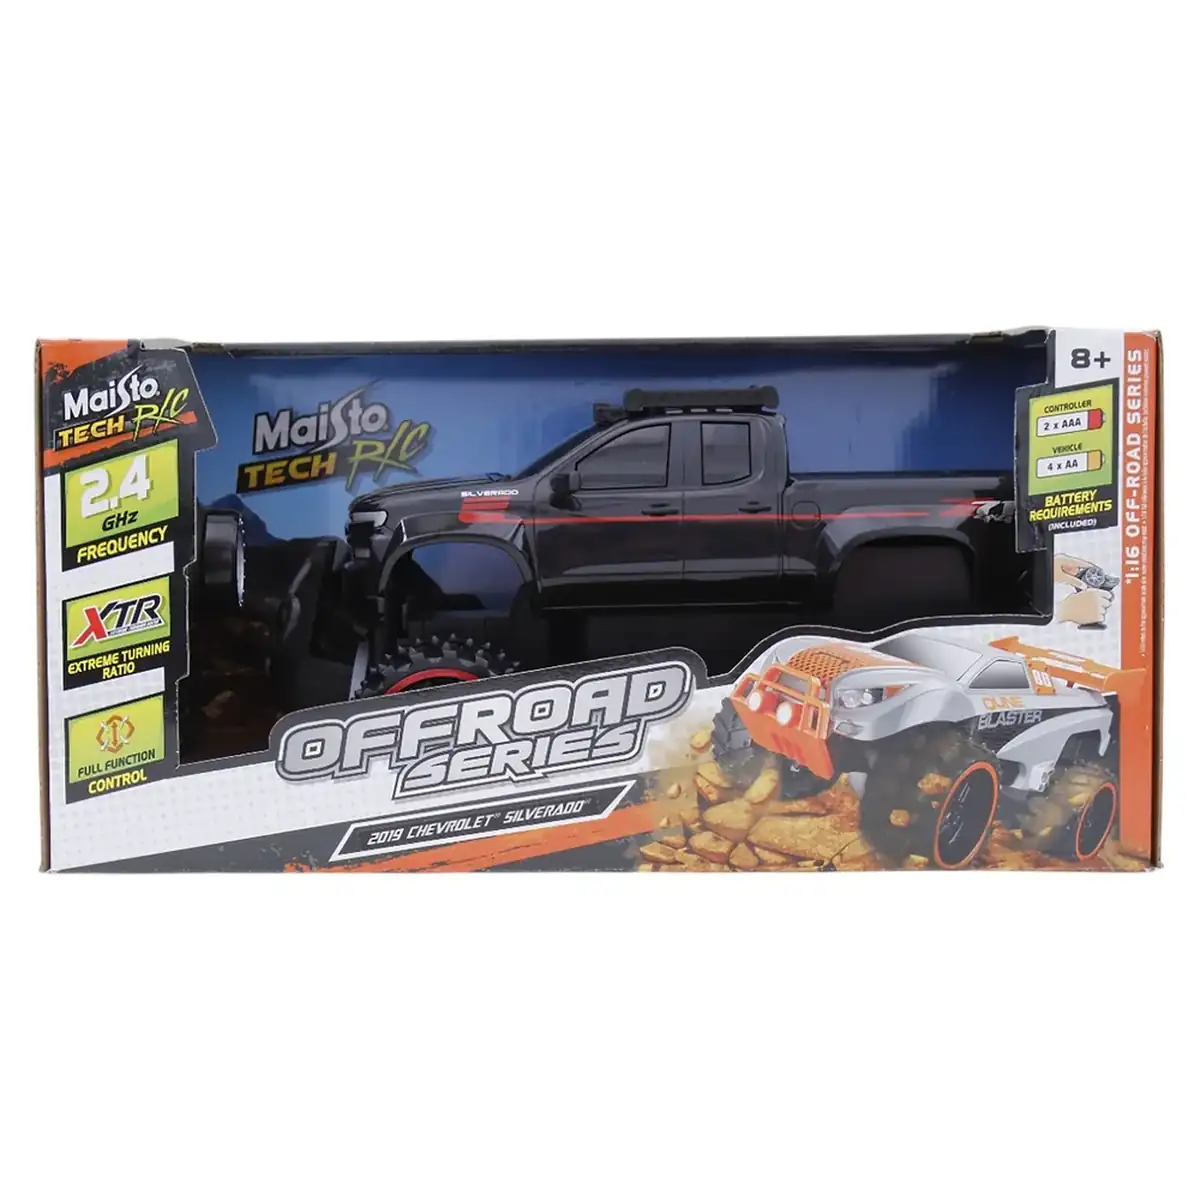 MaiSto
TECH R/C
2.4
GHz
FREQUENCY
XTR
EXTREME TURNING
RATIO
FULL FUNCTION
CONTROL
MaiSto
TECH R/C
SILVERADO
OFFROAD
SERIES
2019 CHEVROLET® SILVERADO
8+
CONTROLLER
2 x AAA
VEHICLE
4 x AA
BATTERY
REQUIREMENTS
(INCLUDED)
*1:16 OFF-ROAD SERIES
DUNE
BLASTER